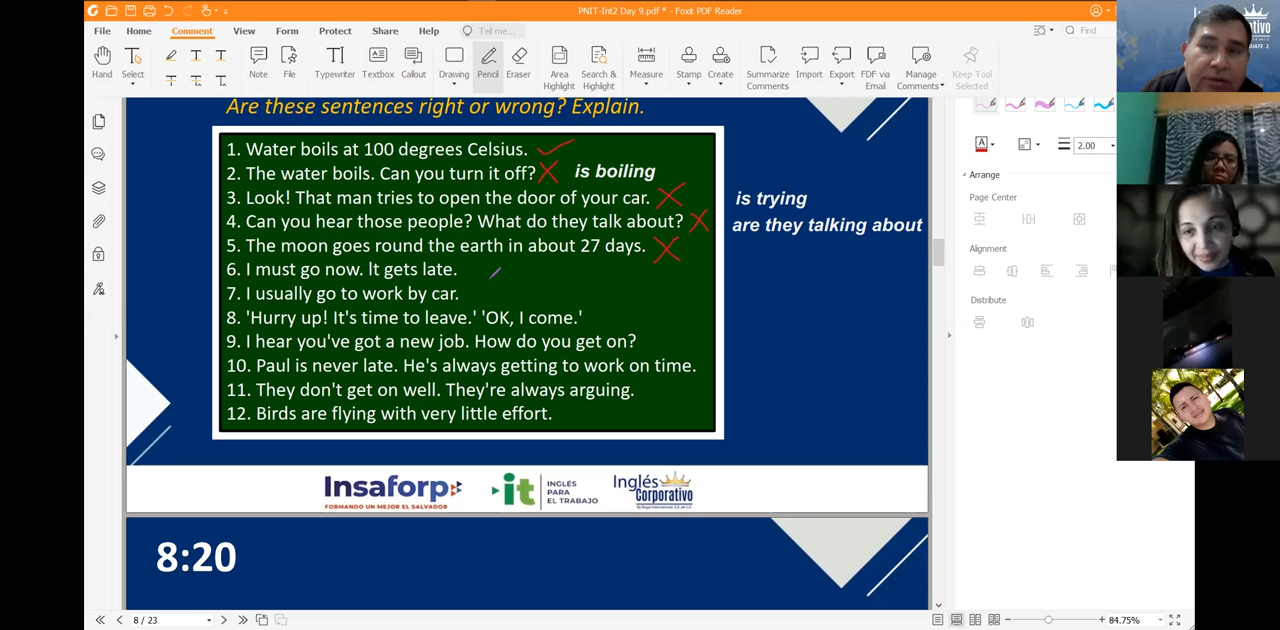 PNIT-Int2 Day 9.pdf * - Foxit PDF Reader
File Home Comment View Form Protect Share Help Tell me... Find
Hand Select Note File Typewriter Textbox Callout Drawing Pencil Eraser Area Highlight Search & Highlight Measure Stamp Create Summarize Comments Import Export FDF via Email Manage Comments Keep Tool Selected
2.00
Arrange
Page Center
Alignment
Distribute
Are these sentences right or wrong? Explain.
1. Water boils at 100 degrees Celsius.
2. The water boils. Can you turn it off? is boiling
3. Look! That man tries to open the door of your car. is trying
4. Can you hear those people? What do they talk about? are they talking about
5. The moon goes round the earth in about 27 days.
6. I must go now. lt gets late.
7. I usually go to work by car.
8. 'Hurry up! It's time to leave.' 'OK, I come.'
9. I hear you've got a new job. How do you get on?
10. Paul is never late. He's always getting to work on time.
11. They don't get on well. They're always arguing.
12. Birds are flying with very little effort.
Insaforp
FORMANDO UN MEJOR EL SALVADOR
it
INGLÉS
PARA
EL TRABAJO
Inglés
Corporativo
8:20
8 / 23
84.75%